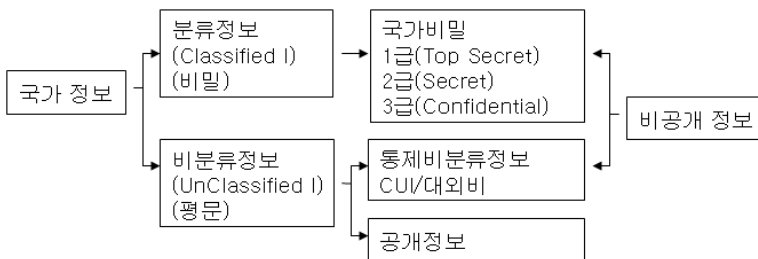 국가 정보
분류정보
(Classified I)
(비밀)
국가비밀
1급(Top Secret)
2급(Secret)
3급(Confidential)
비분류정보
(UnClassified I)
(평문)
통제비분류정보
CUI/대외비
공개정보
비공개 정보